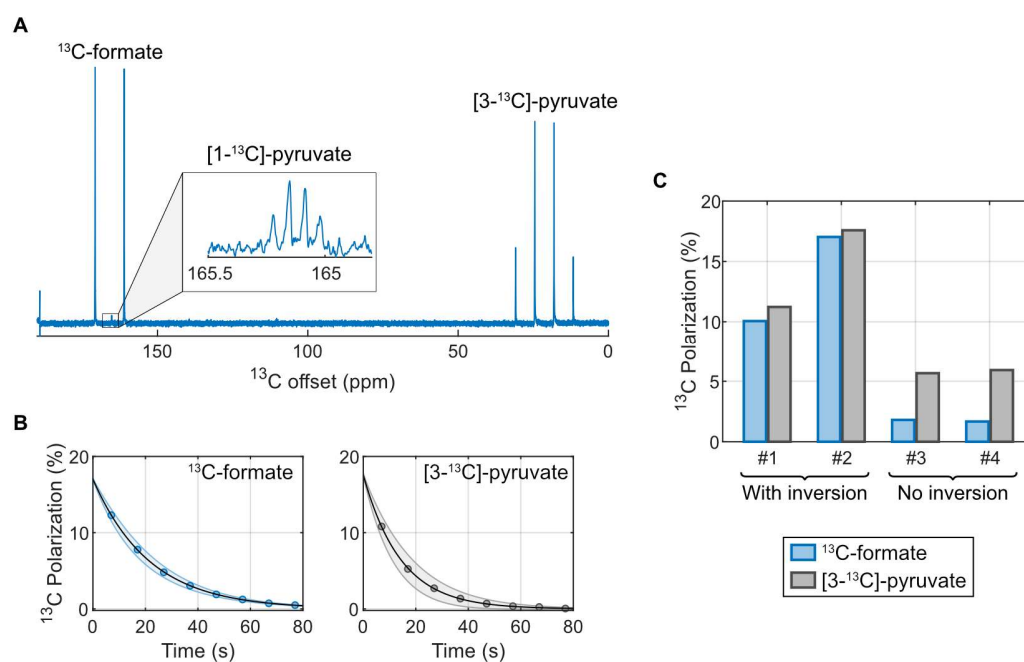 A
¹³C-formate
[3-¹³C]-pyruvate
[1-¹³C]-pyruvate
165.5 165
150 100 50 0
¹³C offset (ppm)
B
¹³C Polarization (%)
20
10
0
¹³C-formate
0 20 40 60 80
Time (s)
20
10
0
[3-¹³C]-pyruvate
0 20 40 60 80
Time (s)
C
¹³C Polarization (%)
20
15
10
5
0
#1 #2 #3 #4
With inversion No inversion
¹³C-formate
[3-¹³C]-pyruvate